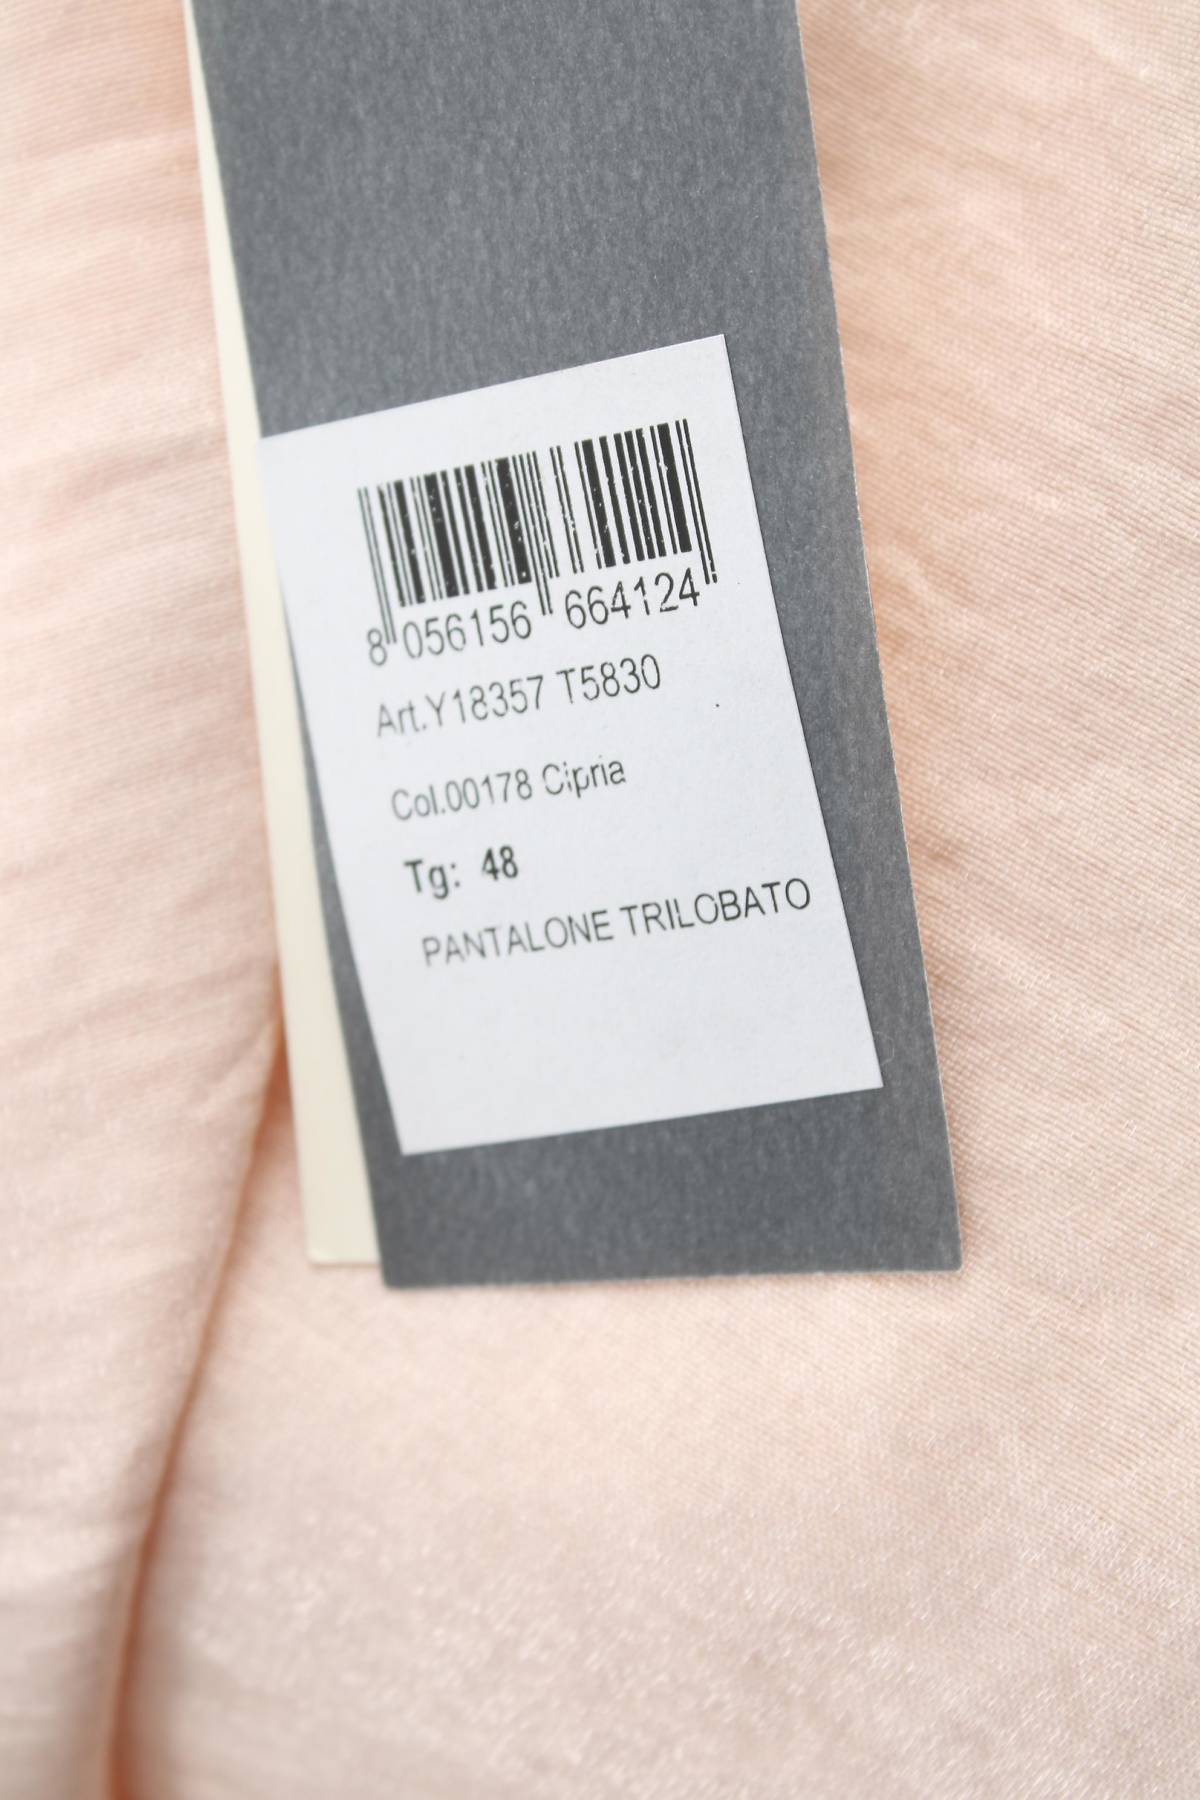 8 056156 664124
Art.Y18357 T5830
Col.00178 Cipria
Tg: 48
PANTALONE TRILOBATO